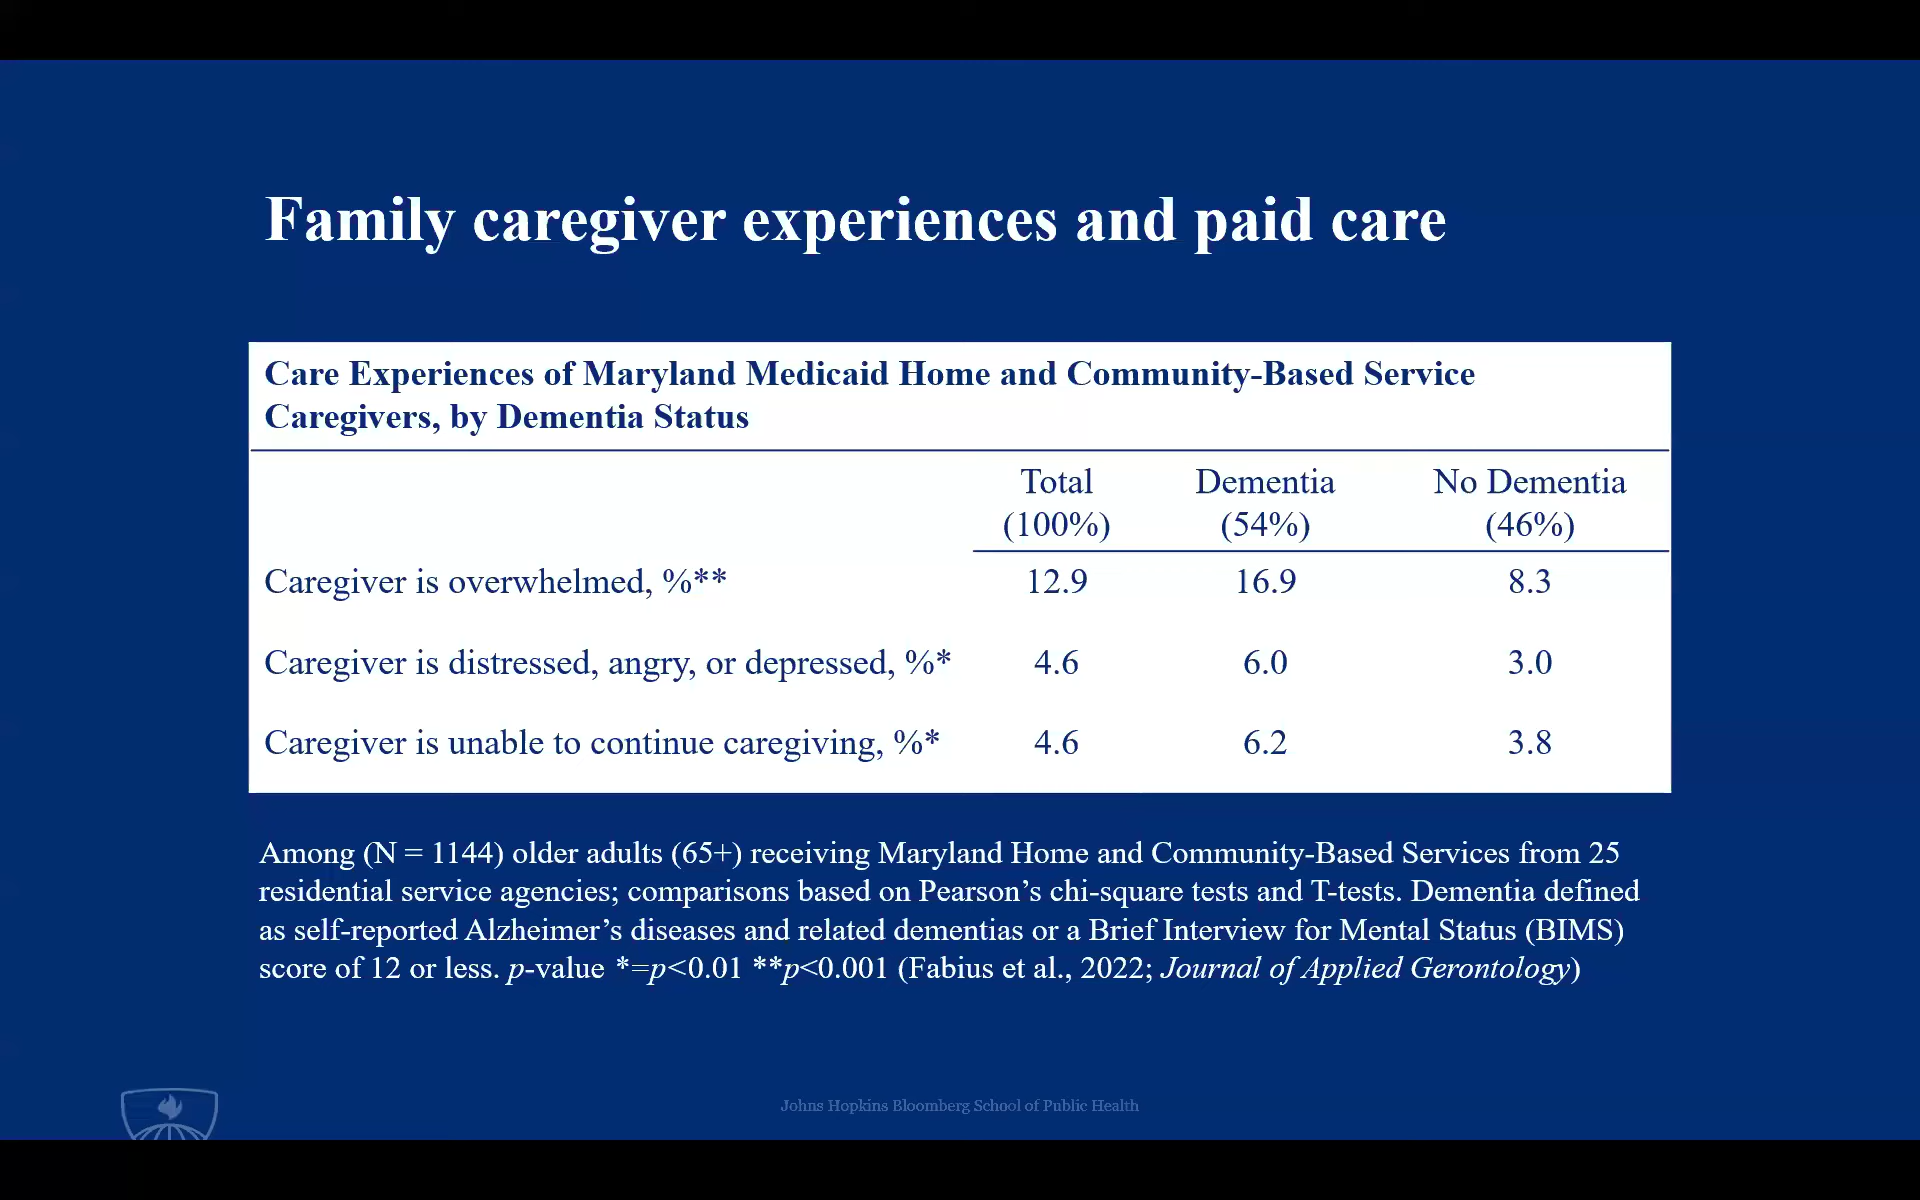 Family caregiver experiences and paid care
Care Experiences of Maryland Medicaid Home and Community-Based Service
Caregivers, by Dementia Status
Total Dementia No Dementia
(100%) (54%) (46%)
Caregiver is overwhelmed, %** 12.9 16.9 8.3
Caregiver is distressed, angry, or depressed, %* 4.6 6.0 3.0
Caregiver is unable to continue caregiving, %* 4.6 6.2 3.8
Among (N = 1144) older adults (65+) receiving Maryland Home and Community-Based Services from 25
residential service agencies; comparisons based on Pearson’s chi-square tests and T-tests. Dementia defined
as self-reported Alzheimer’s diseases and related dementias or a Brief Interview for Mental Status (BIMS)
score of 12 or less. p-value *=p<0.01 **p<0.001 (Fabius et al., 2022; Journal of Applied Gerontology)
Johns Hopkins Bloomberg School of Public Health